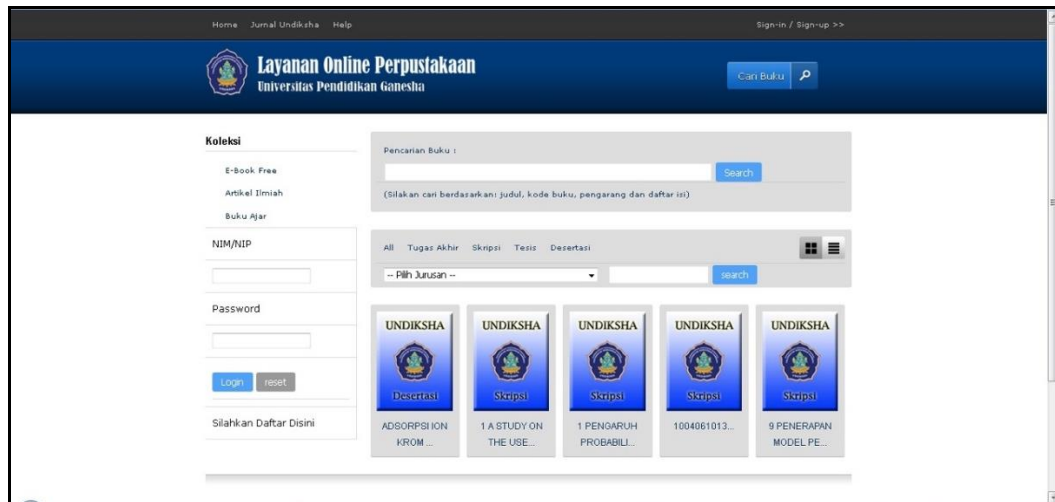 Home Jurnal Undiksha Help Sign-in / Sign-up >>
Layanan Online Perpustakaan
Universitas Pendidikan Ganesha
Cari Buku
Koleksi
E-Book Free
Artikel Ilmiah
Buku Ajar
NIM/NIP
Password
Login reset
Silahkan Daftar Disini
Pencarian Buku :
Search
(Silakan cari berdasarkan: judul, kode buku, pengarang dan daftar isi)
All Tugas Akhir Skripsi Tesis Desertasi
-- Pilih Jurusan -- search
UNDIKSHA UNDIKSHA UNDIKSHA UNDIKSHA UNDIKSHA
Desertasi Skripsi Skripsi Skripsi Skripsi
ADSORPSI ION 1 A STUDY ON 1 PENGARUH 1004061013... 9 PENERAPAN
KROM ... THE USE... PROBABILI... MODEL PE...